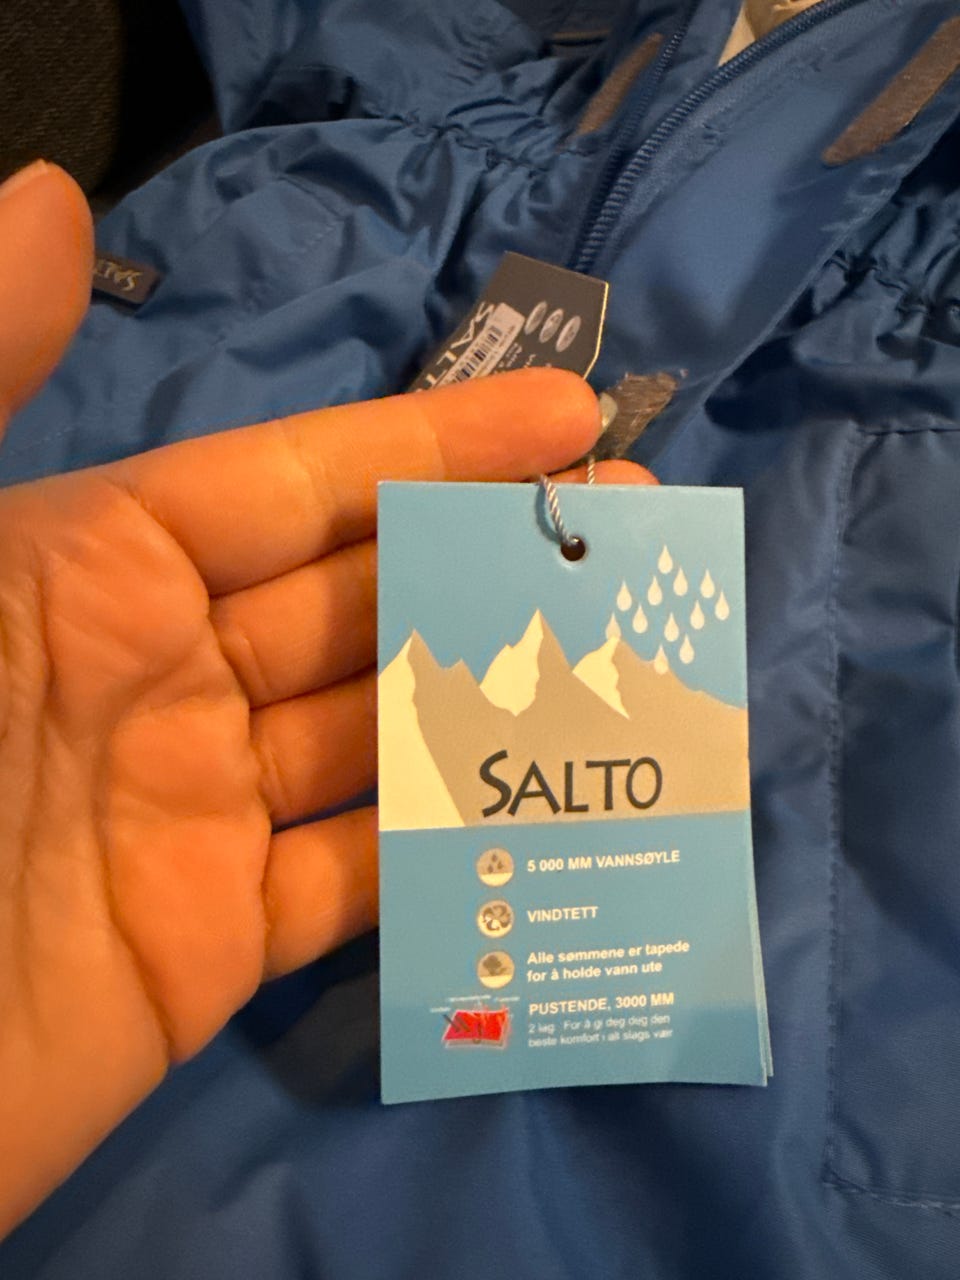 SALTO
5 000 MM VANNSØYLE
VINDTETT
Alle sømmene er tapede
for å holde vann ute
PUSTENDE, 3000 MM
2 lag For å gi deg deg den
beste komfort i alt slags vær